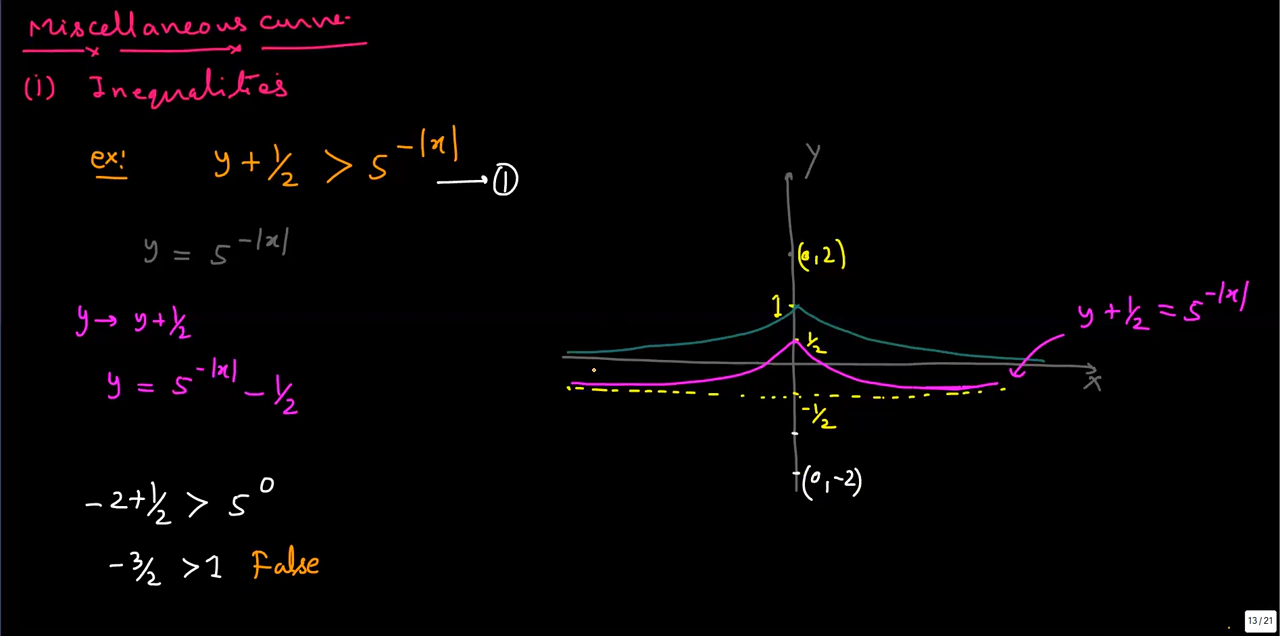 Miscellaneous curve-
(i) Inequalities
ex: y + 1/2 > 5^-|x| → ①
y = 5^-|x|
y → y + 1/2
y = 5^-|x| - 1/2
-2 + 1/2 > 5^0
-3/2 > 1 False
y
(0, 2)
1
1/2
y + 1/2 = 5^-|x|
x
-1/2
(0, -2)
13 / 21